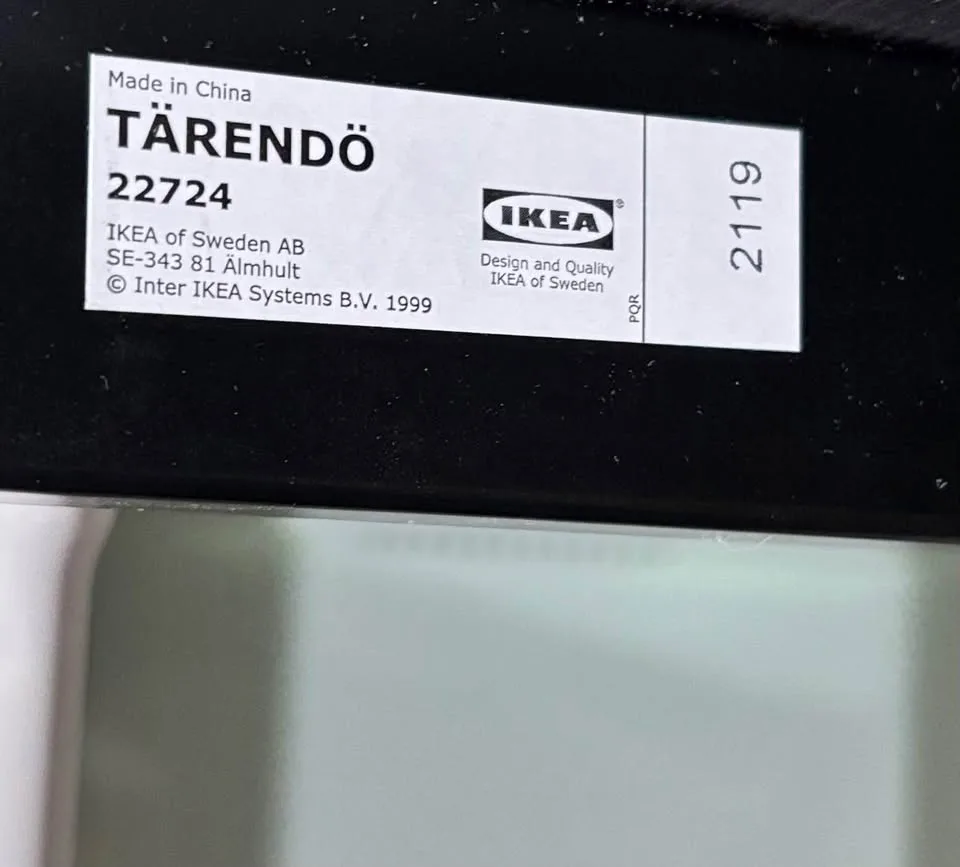 Made in China
TÄRENDÖ
22724
IKEA of Sweden AB
SE-343 81 Älmhult
© Inter IKEA Systems B.V. 1999
IKEA®
Design and Quality
IKEA of Sweden
PQR
2119